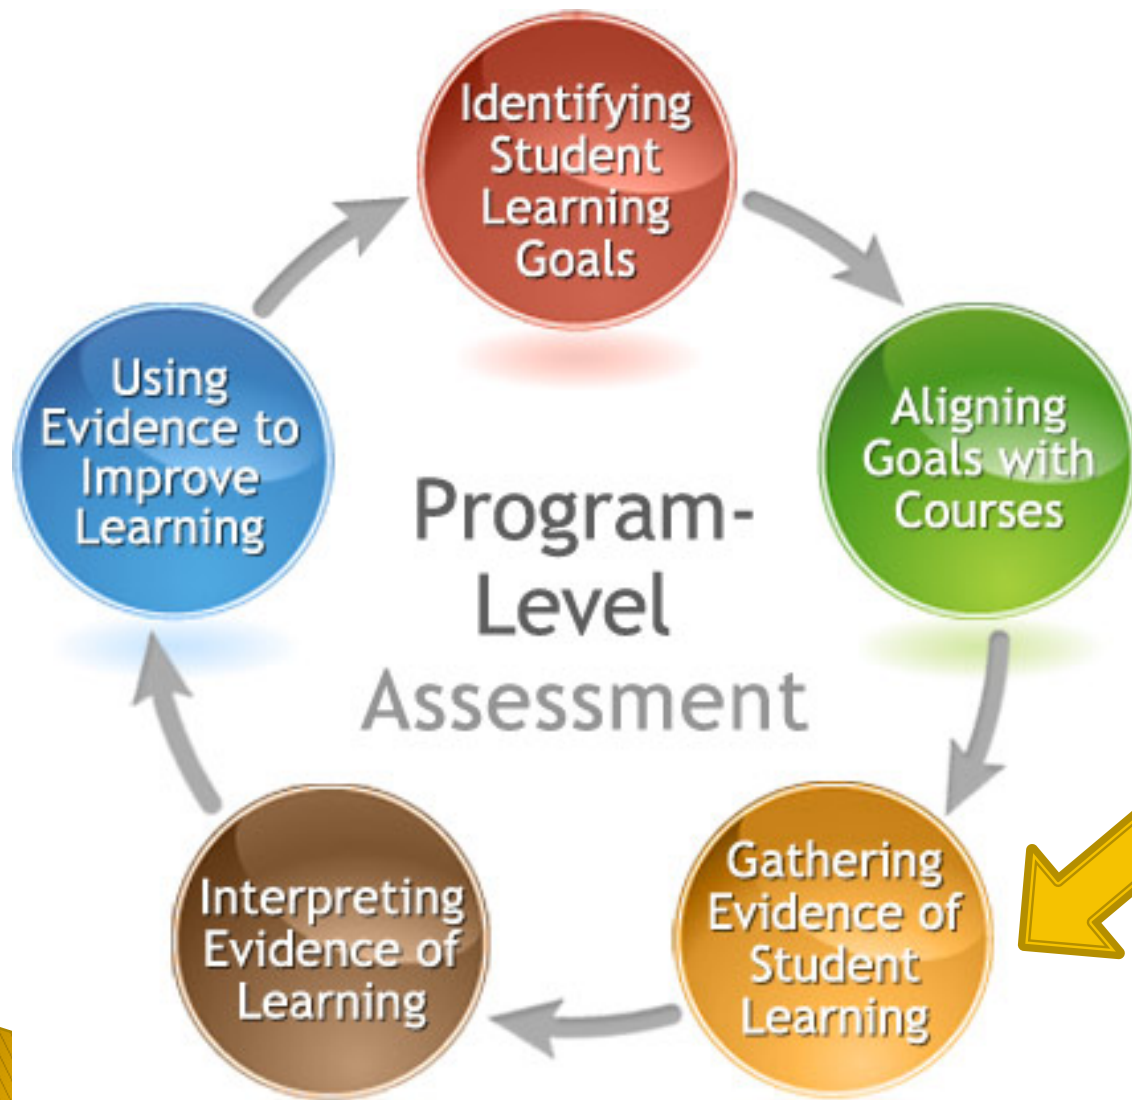 Identifying
Student
Learning
Goals
Aligning
Goals with
Courses
Gathering
Evidence of
Student
Learning
Interpreting
Evidence of
Learning
Using
Evidence to
Improve
Learning
Program-
Level
Assessment